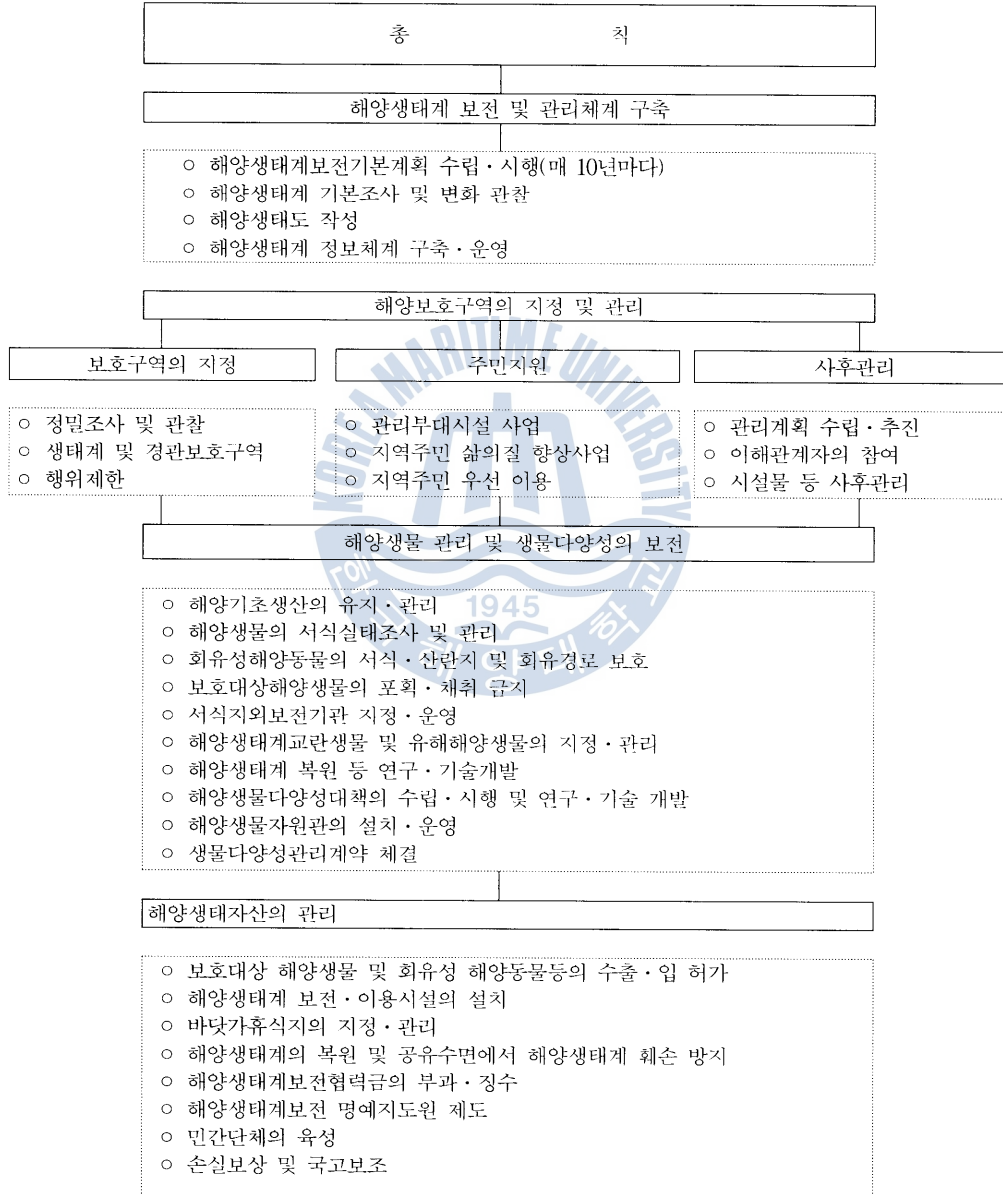 총 칙
해양생태계 보전 및 관리체계 구축
○ 해양생태계보전기본계획 수립·시행(매 10년마다)
○ 해양생태계 기본조사 및 변화 관찰
○ 해양생태도 작성
○ 해양생태계 정보체계 구축·운영
해양보호구역의 지정 및 관리
보호구역의 지정
○ 정밀조사 및 관찰
○ 생태계 및 경관보호구역
○ 행위제한
주민지원
○ 관리부대시설 사업
○ 지역주민 삶의질 향상사업
○ 지역주민 우선 이용
사후관리
○ 관리계획 수립·추진
○ 이해관계자의 참여
○ 시설물 등 사후관리
해양생물 관리 및 생물다양성의 보전
○ 해양기초생산의 유지·관리
○ 해양생물의 서식실태조사 및 관리
○ 회유성해양동물의 서식·산란지 및 회유경로 보호
○ 보호대상해양생물의 포획·채취 금지
○ 서식지외보전기관 지정·운영
○ 해양생태계교란생물 및 유해해양생물의 지정·관리
○ 해양생태계 복원 등 연구·기술개발
○ 해양생물다양성대책의 수립·시행 및 연구·기술 개발
○ 해양생물자원관의 설치·운영
○ 생물다양성관리계약 체결
해양생태자산의 관리
○ 보호대상 해양생물 및 회유성 해양동물등의 수출·입 허가
○ 해양생태계 보전·이용시설의 설치
○ 바닷가휴식지의 지정·관리
○ 해양생태계의 복원 및 공유수면에서 해양생태계 훼손 방지
○ 해양생태계보전협력금의 부과·징수
○ 해양생태계보전 명예지도원 제도
○ 민간단체의 육성
○ 손실보상 및 국고보조
KOREA MARITIME UNIVERSITY
1945
한국해양대학교